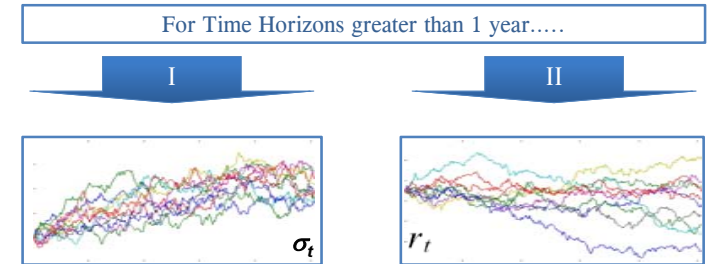 For Time Horizons greater than 1 year.....
I
II
σt
rt